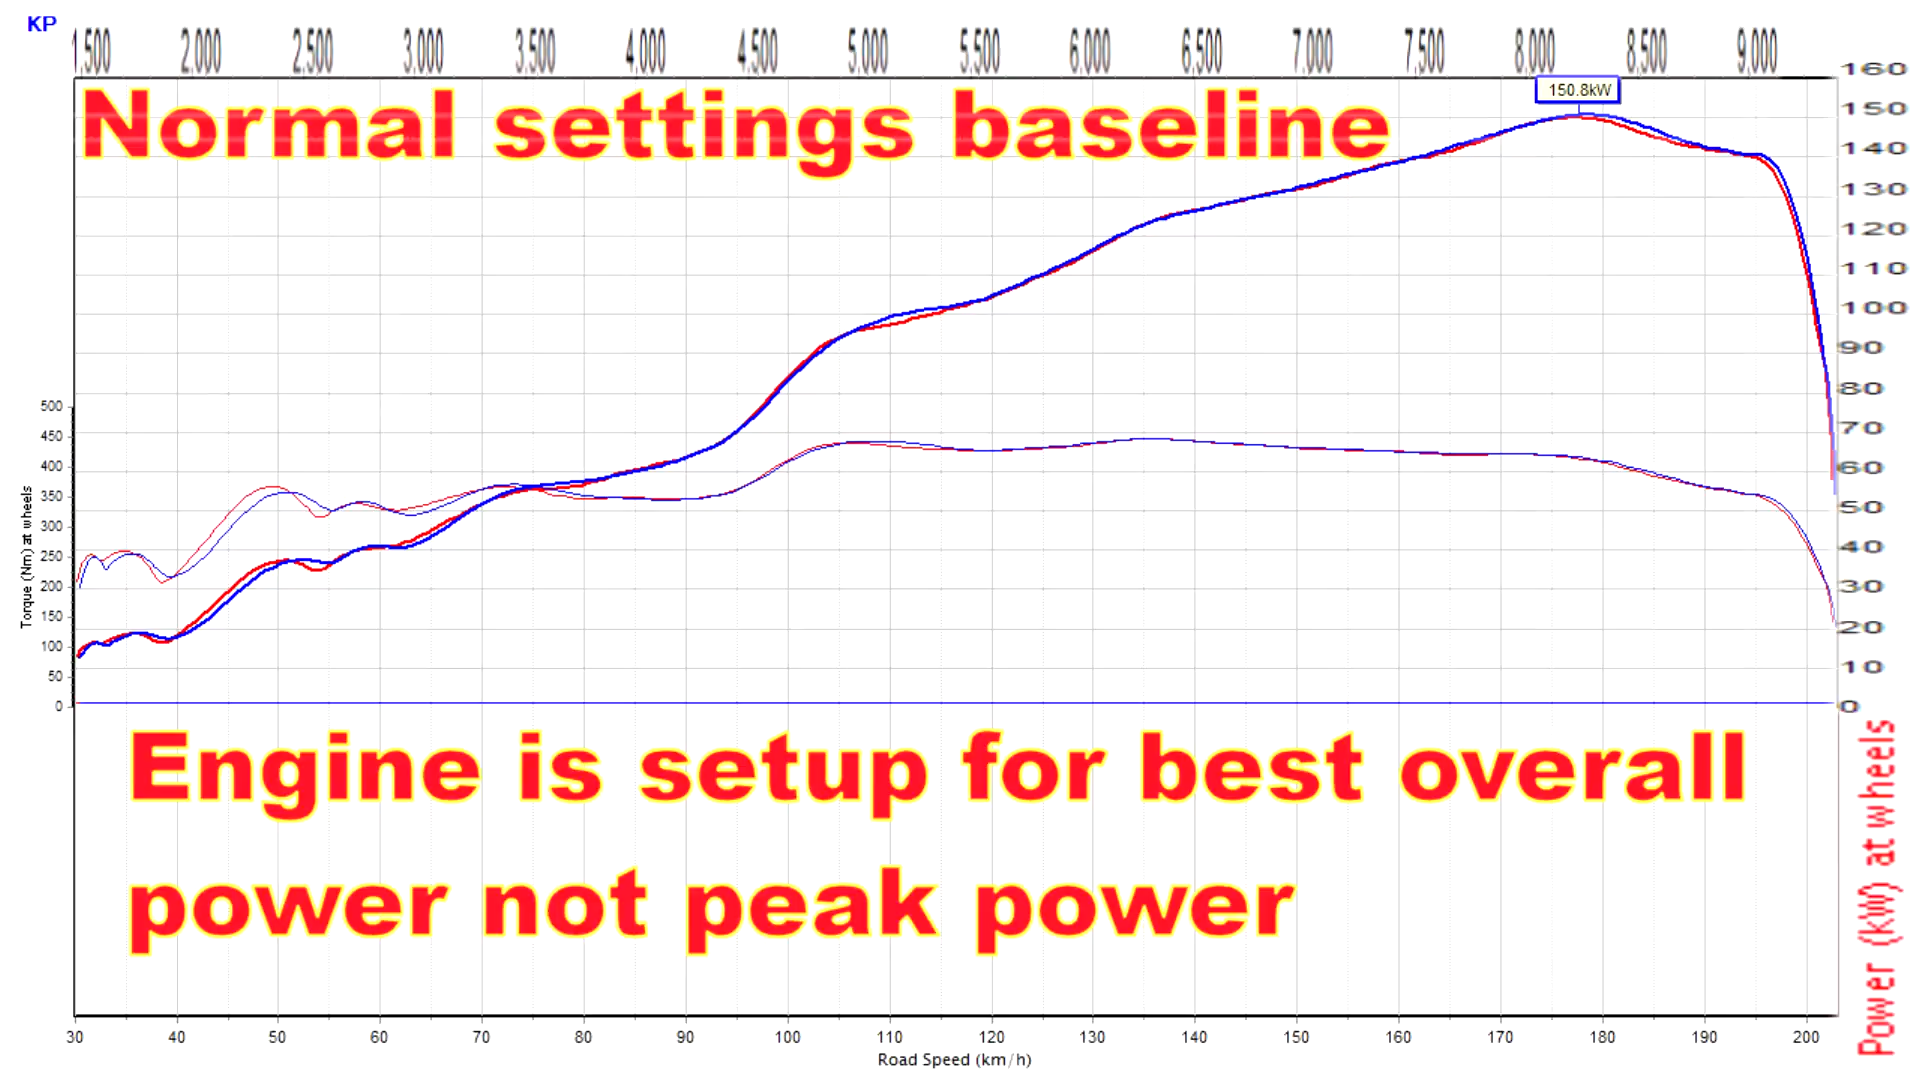 KP
1,500 2,000 2,500 3,000 3,500 4,000 4,500 5,000 5,500 6,000 6,500 7,000 7,500 8,000 8,500 9,000
Normal settings baseline
150.8kW
160
150
140
130
120
110
100
90
80
70
60
50
40
30
20
10
0
500
450
400
350
300
250
200
150
100
50
0
Torque (Nm) at wheels
Engine is setup for best overall
power not peak power
Power (kW) at wheels
30 40 50 60 70 80 90 100 110 120 130 140 150 160 170 180 190 200
Road Speed (km/h)